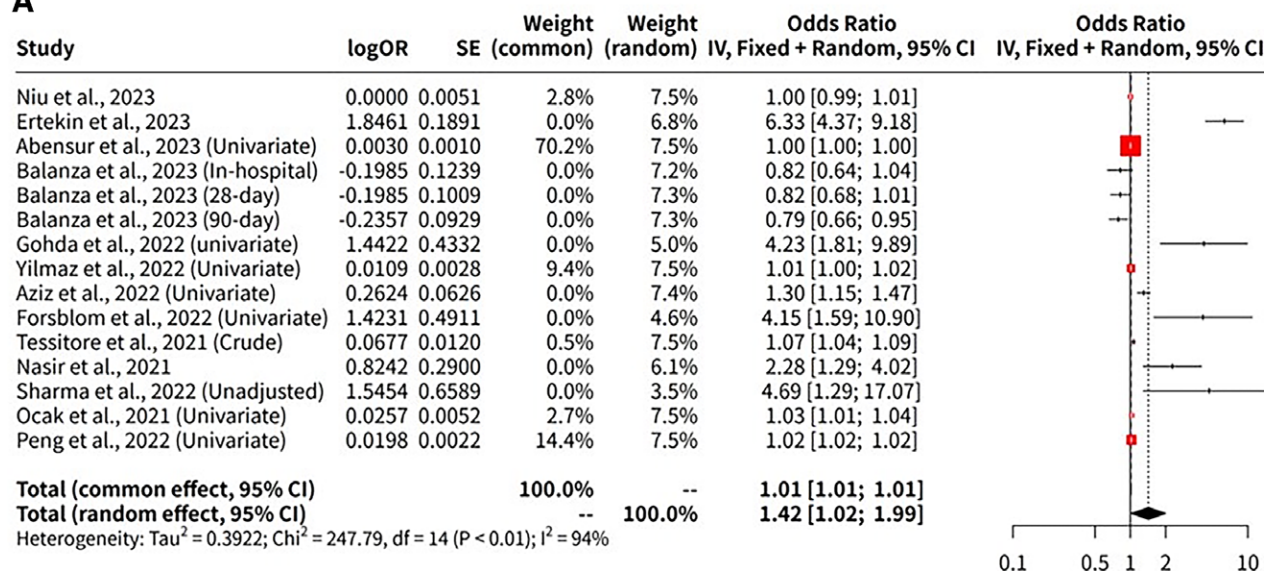 A
Study logOR SE Weight (common) Weight (random) Odds Ratio IV, Fixed + Random, 95% CI Odds Ratio IV, Fixed + Random, 95% CI
Niu et al., 2023 0.0000 0.0051 2.8% 7.5% 1.00 [0.99; 1.01]
Ertekin et al., 2023 1.8461 0.1891 0.0% 6.8% 6.33 [4.37; 9.18]
Abensur et al., 2023 (Univariate) 0.0030 0.0010 70.2% 7.5% 1.00 [1.00; 1.00]
Balanza et al., 2023 (In-hospital) -0.1985 0.1239 0.0% 7.2% 0.82 [0.64; 1.04]
Balanza et al., 2023 (28-day) -0.1985 0.1009 0.0% 7.3% 0.82 [0.68; 1.01]
Balanza et al., 2023 (90-day) -0.2357 0.0929 0.0% 7.3% 0.79 [0.66; 0.95]
Gohda et al., 2022 (univariate) 1.4422 0.4332 0.0% 5.0% 4.23 [1.81; 9.89]
Yilmaz et al., 2022 (Univariate) 0.0109 0.0028 9.4% 7.5% 1.01 [1.00; 1.02]
Aziz et al., 2022 (Univariate) 0.2624 0.0626 0.0% 7.4% 1.30 [1.15; 1.47]
Forsblom et al., 2022 (Univariate) 1.4231 0.4911 0.0% 4.6% 4.15 [1.59; 10.90]
Tessitore et al., 2021 (Crude) 0.0677 0.0120 0.5% 7.5% 1.07 [1.04; 1.09]
Nasir et al., 2021 0.8242 0.2900 0.0% 6.1% 2.28 [1.29; 4.02]
Sharma et al., 2022 (Unadjusted) 1.5454 0.6589 0.0% 3.5% 4.69 [1.29; 17.07]
Ocak et al., 2021 (Univariate) 0.0257 0.0052 2.7% 7.5% 1.03 [1.01; 1.04]
Peng et al., 2022 (Univariate) 0.0198 0.0022 14.4% 7.5% 1.02 [1.02; 1.02]
Total (common effect, 95% CI) 100.0% -- 1.01 [1.01; 1.01]
Total (random effect, 95% CI) -- 100.0% 1.42 [1.02; 1.99]
Heterogeneity: Tau² = 0.3922; Chi² = 247.79, df = 14 (P < 0.01); I² = 94%
0.1 0.5 1 2 10